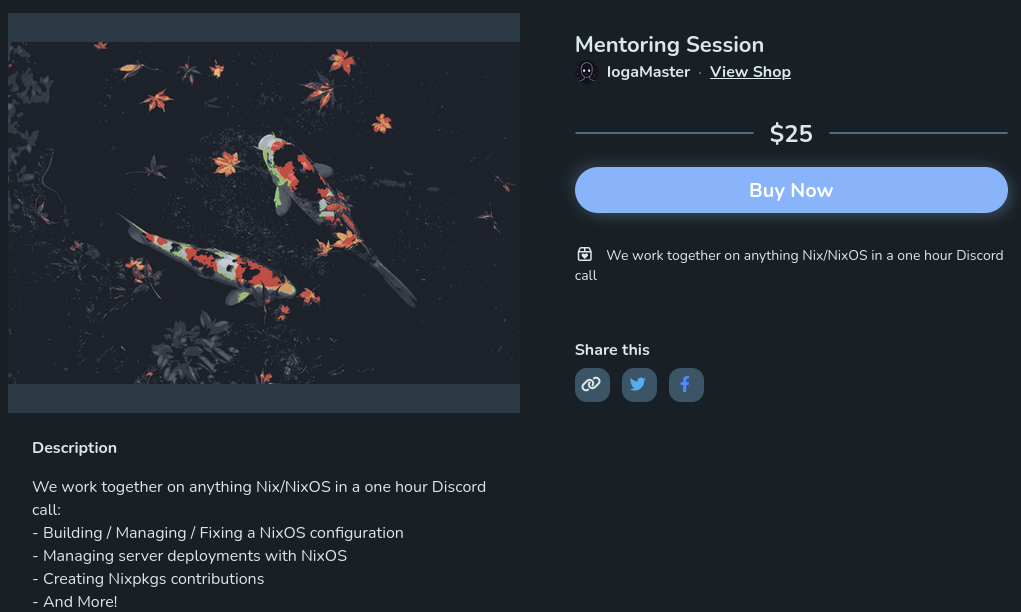 Mentoring Session
IogaMaster · View Shop
$25
Buy Now
We work together on anything Nix/NixOS in a one hour Discord
call
Share this
Description
We work together on anything Nix/NixOS in a one hour Discord
call:
- Building / Managing / Fixing a NixOS configuration
- Managing server deployments with NixOS
- Creating Nixpkgs contributions
- And More!